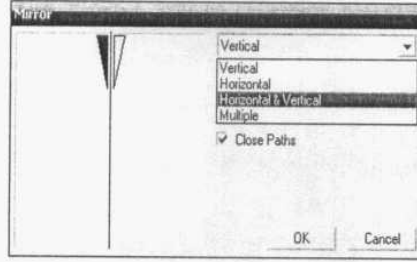 Mirror
Vertical
Vertical
Horizontal
Horizontal & Vertical
Multiple
Close Paths
OK
Cancel